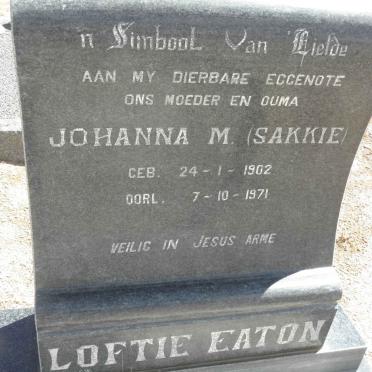 'n Simbool Van Liefde
AAN MY DIERBARE EGGENOTE
ONS MOEDER EN OUMA
JOHANNA M. (SAKKIE)
GEB. 24-1-1902
OORL. 7-10-1971
VEILIG IN JESUS ARME
LOFTIE EATON